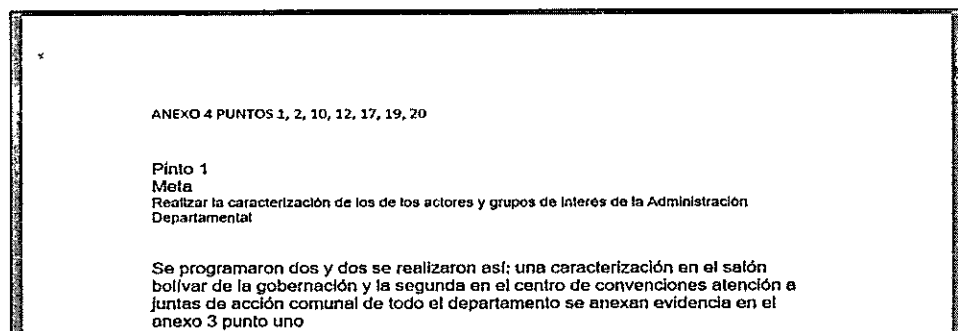 ANEXO 4 PUNTOS 1, 2, 10, 12, 17, 19, 20
Pinto 1
Meta
Realizar la caracterización de los de tos actores y grupos de interés de la Administración
Departamental
Se programaron dos y dos se realizaron así: una caracterización en el salón
bolívar de la gobernación y la segunda en el centro de convenciones atención a
juntas de acción comunal de todo el departamento se anexan evidencia en el
anexo 3 punto uno